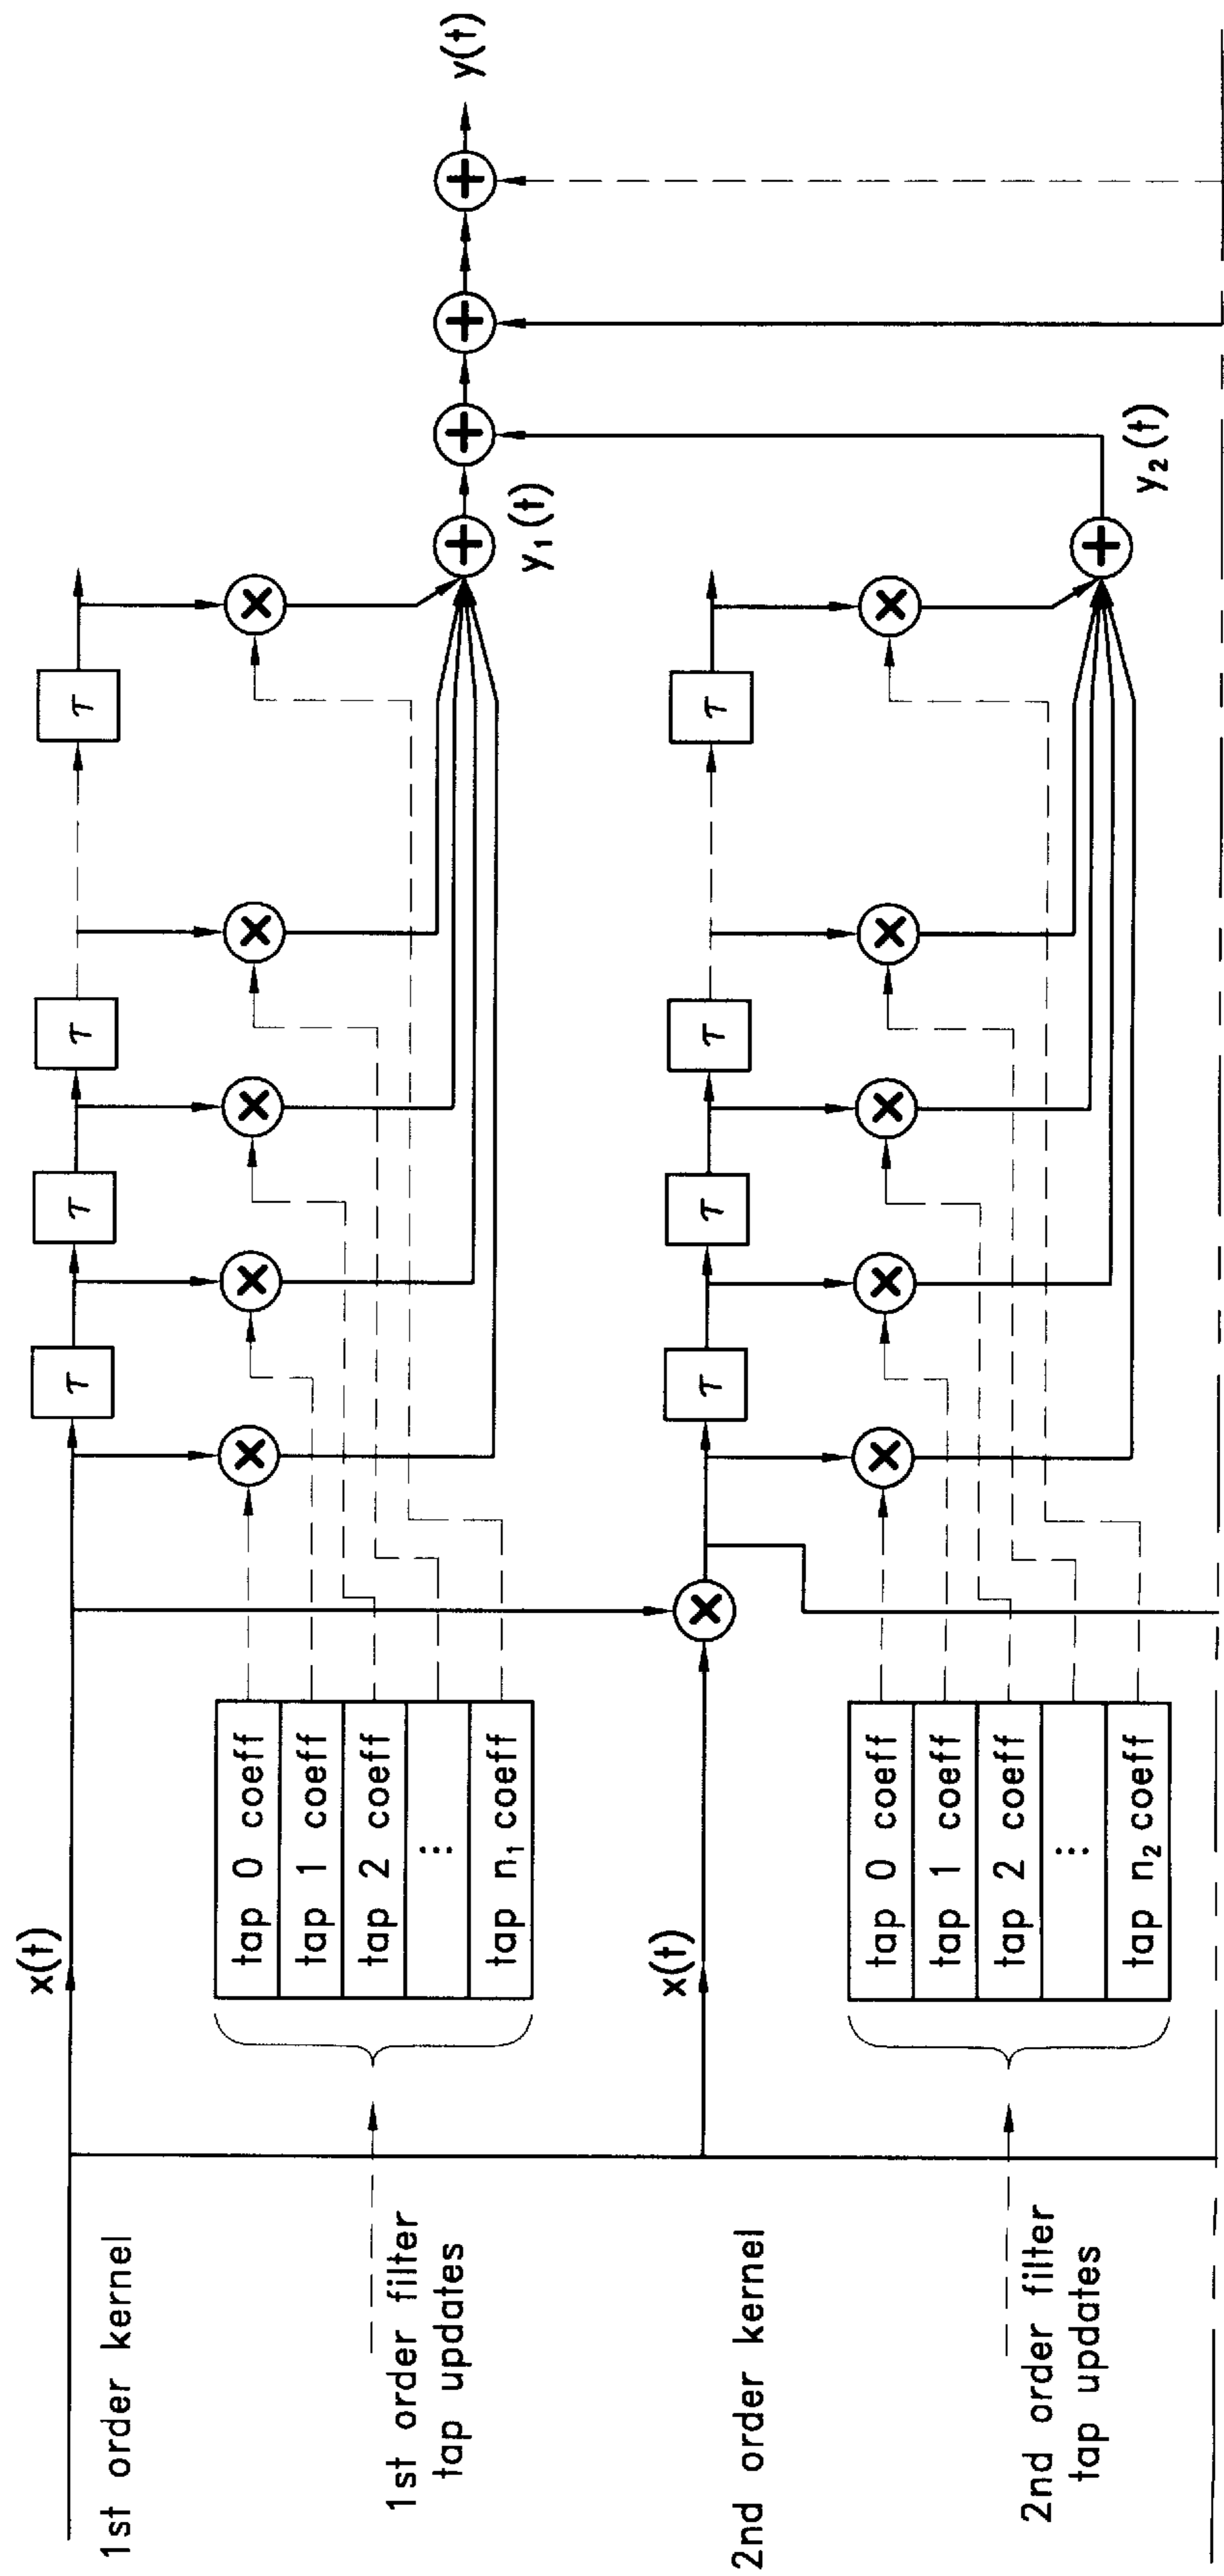 1st order kernel
x(t)
τ
τ
τ
τ
1st order filter
tap updates
tap 0 coeff
tap 1 coeff
tap 2 coeff
⋮
tap n₁ coeff
×
×
×
×
×
+
+
+
+
y(t)
y₁(t)
2nd order kernel
x(t)
×
τ
τ
τ
τ
2nd order filter
tap updates
tap 0 coeff
tap 1 coeff
tap 2 coeff
⋮
tap n₂ coeff
×
×
×
×
×
+
y₂(t)